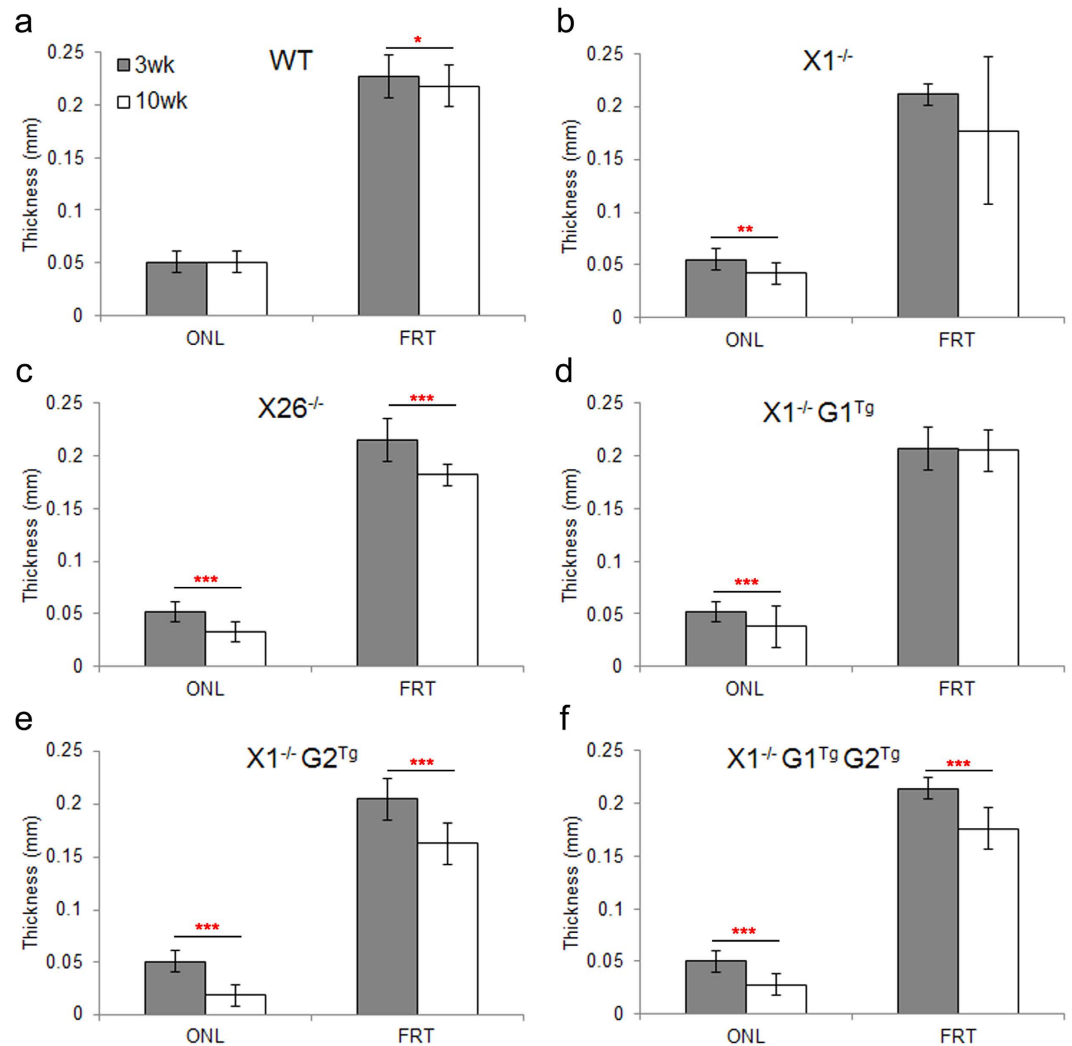 a
WT
3wk
10wk
*
Thickness (mm)
0.25
0.2
0.15
0.1
0.05
0
ONL FRT
b
X1-/-
**
Thickness (mm)
0.25
0.2
0.15
0.1
0.05
0
ONL FRT
c
X26-/-
***
***
Thickness (mm)
0.25
0.2
0.15
0.1
0.05
0
ONL FRT
d
X1-/- G1Tg
***
Thickness (mm)
0.25
0.2
0.15
0.1
0.05
0
ONL FRT
e
X1-/- G2Tg
***
***
Thickness (mm)
0.25
0.2
0.15
0.1
0.05
0
ONL FRT
f
X1-/- G1Tg G2Tg
***
***
Thickness (mm)
0.25
0.2
0.15
0.1
0.05
0
ONL FRT